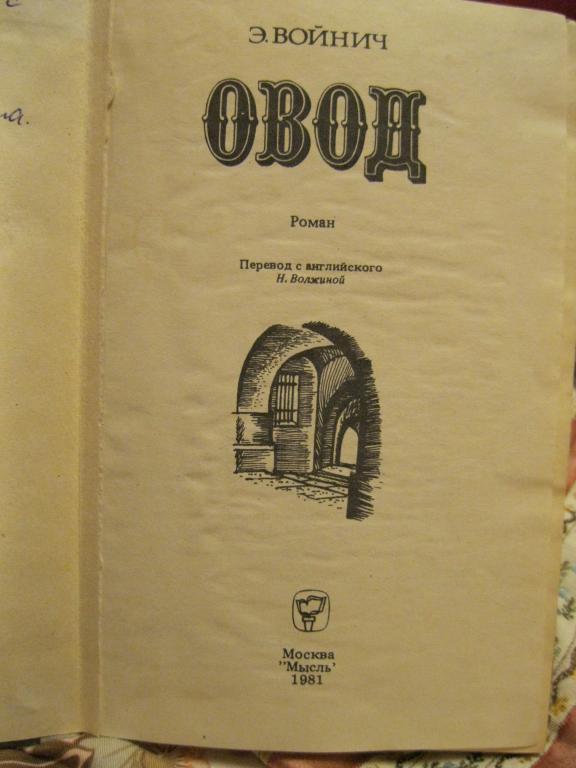 Э. ВОЙНИЧ
ОВОД
Роман
Перевод с английского
Н. Волжиной
Москва
"Мысль'
1981